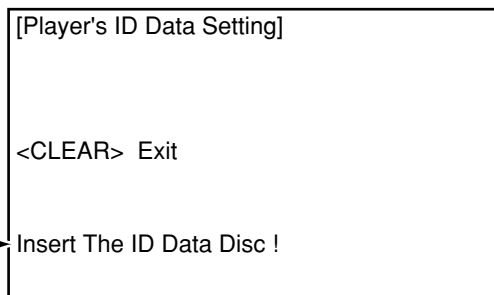 [Player's ID Data Setting]
<CLEAR> Exit
Insert The ID Data Disc !